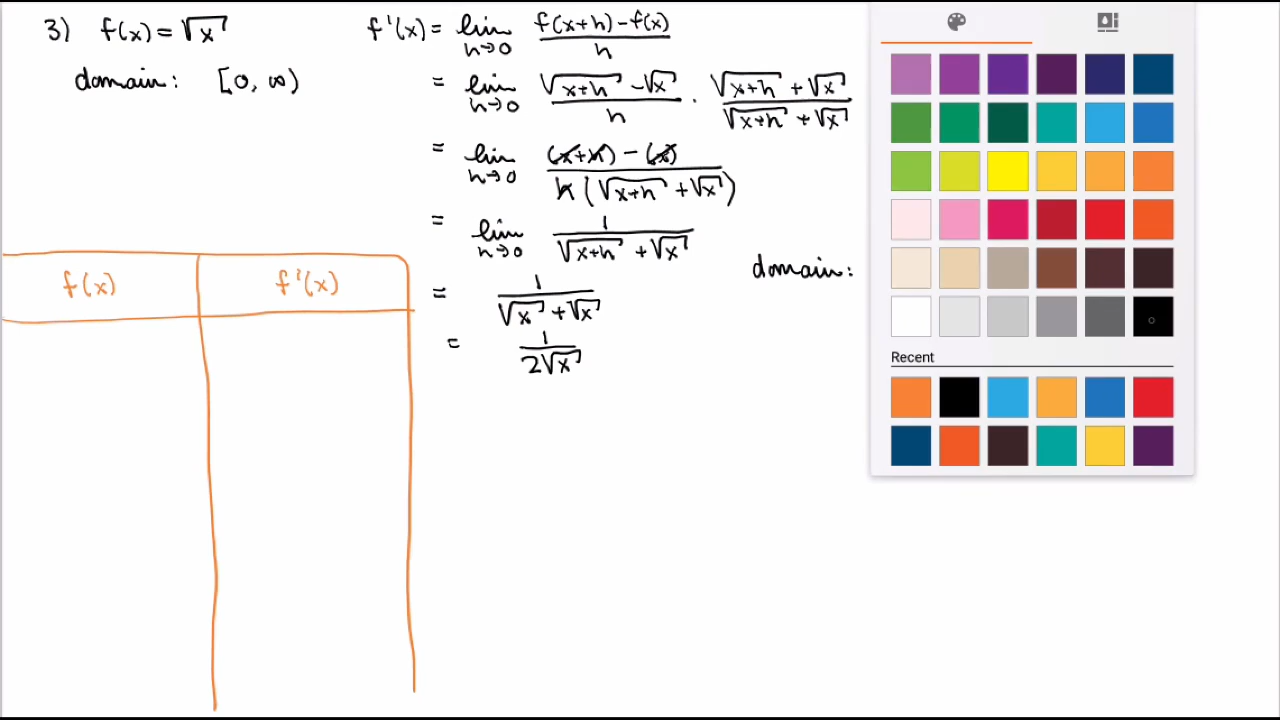 3) f(x) = √x
domain: [0, ∞)
f'(x) = lim h→0 f(x+h) - f(x) / h
= lim h→0 √x+h - √x / h · √x+h + √x / √x+h + √x
= lim h→0 (x+h) - (x) / h (√x+h + √x)
= lim h→0 1 / √x+h + √x
= 1 / √x + √x
= 1 / 2√x
domain:
f(x) f'(x)
Recent